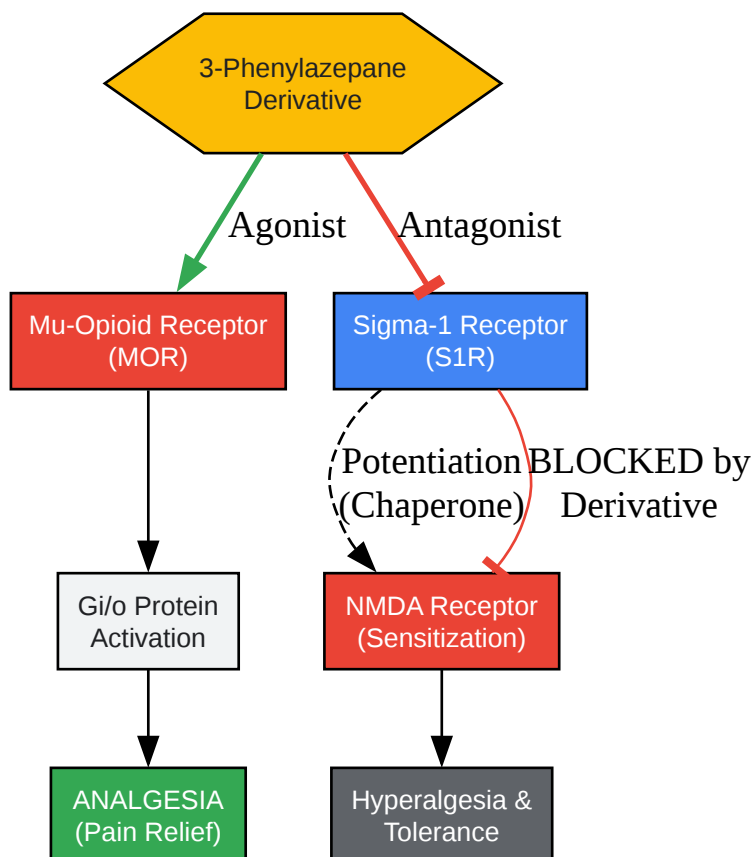 3-Phenylazepane
Derivative
Agonist
Antagonist
Mu-Opioid Receptor
(MOR)
Sigma-1 Receptor
(S1R)
Potentiation
(Chaperone)
BLOCKED by
Derivative
Gi/o Protein
Activation
NMDA Receptor
(Sensitization)
ANALGESIA
(Pain Relief)
Hyperalgesia &
Tolerance